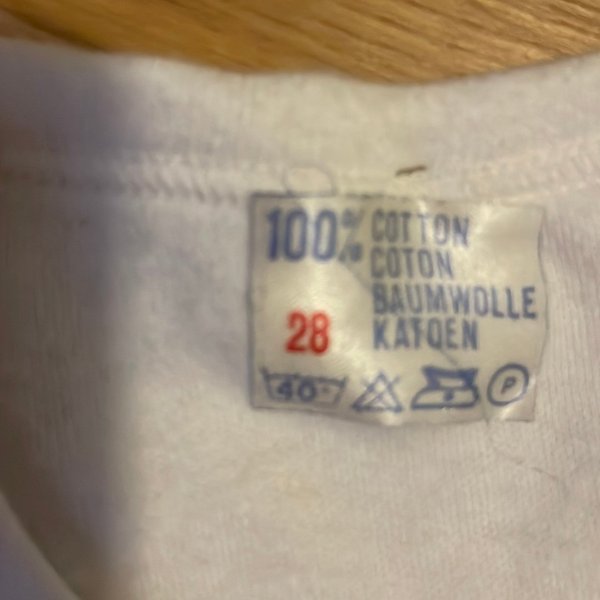 100% COTTON
COTON
BAUMWOLLE
28 KATOEN
40° P